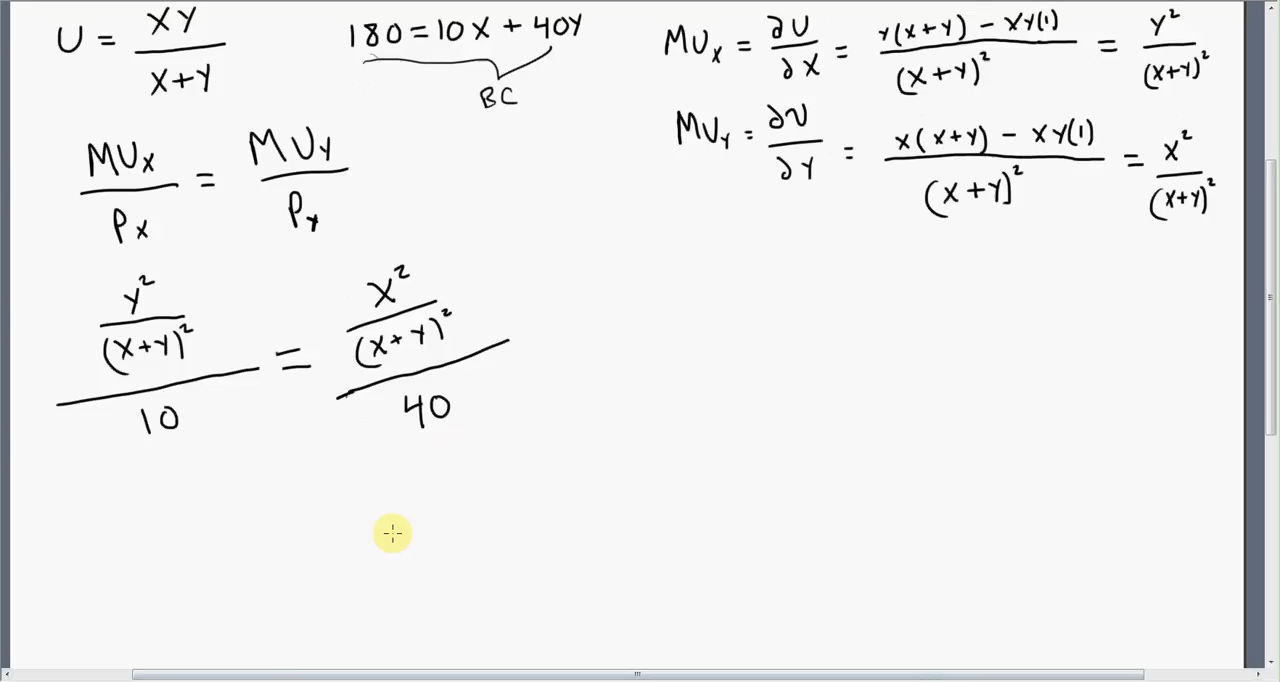 U = XY / X+Y
180 = 10X + 40Y
BC
MUx = ∂U/∂X = Y(X+Y) - XY(1) / (X+Y)² = Y² / (X+Y)²
MUY = ∂U/∂Y = X(X+Y) - XY(1) / (X+Y)² = X² / (X+Y)²
MUX / PX = MUY / PY
Y² / (X+Y)² / 10 = X² / (X+Y)² / 40